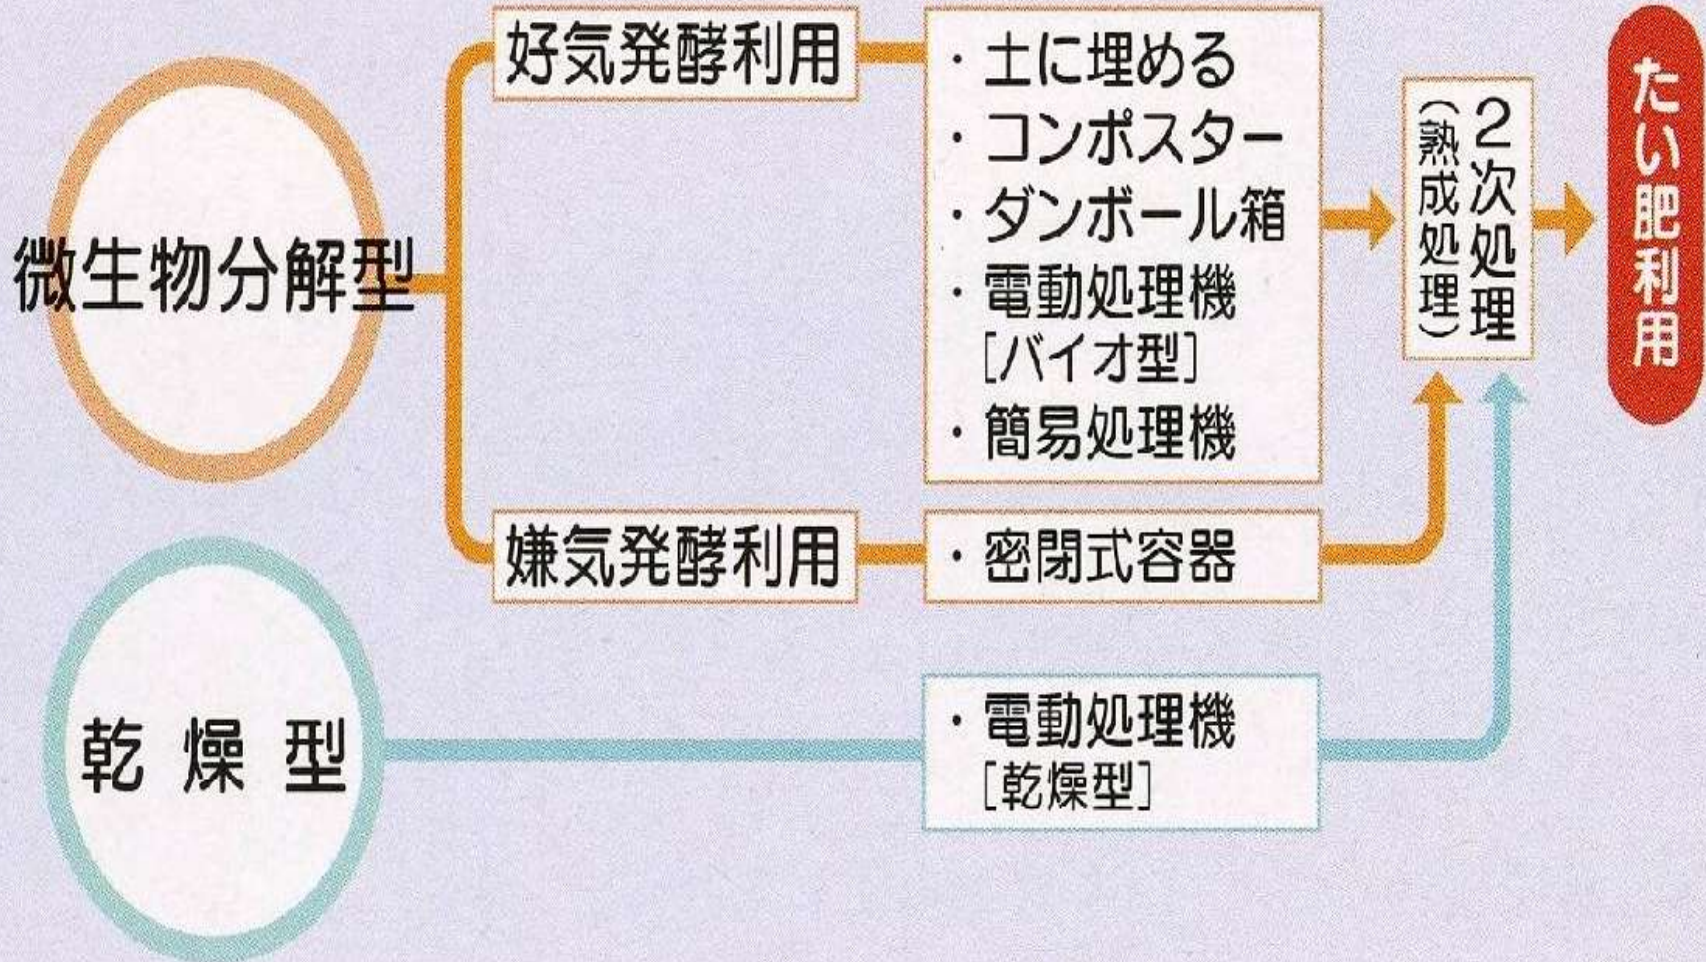 微生物分解型
好気発酵利用
・土に埋める
・コンポスター
・ダンボール箱
・電動処理機
[バイオ型]
・簡易処理機
嫌気発酵利用
・密閉式容器
乾燥型
・電動処理機
[乾燥型]
2次処理
(熟成処理)
たい肥利用